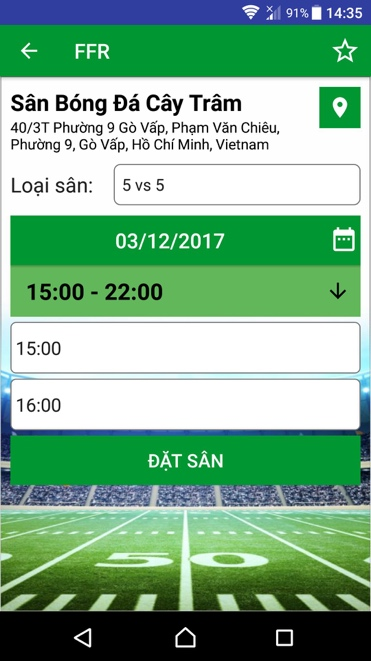 91% 14:35
FFR
Sân Bóng Đá Cây Trâm
40/3T Phường 9 Gò Vấp, Phạm Văn Chiêu,
Phường 9, Gò Vấp, Hồ Chí Minh, Vietnam
Loại sân: 5 vs 5
03/12/2017
15:00 - 22:00
15:00
16:00
ĐẶT SÂN
50